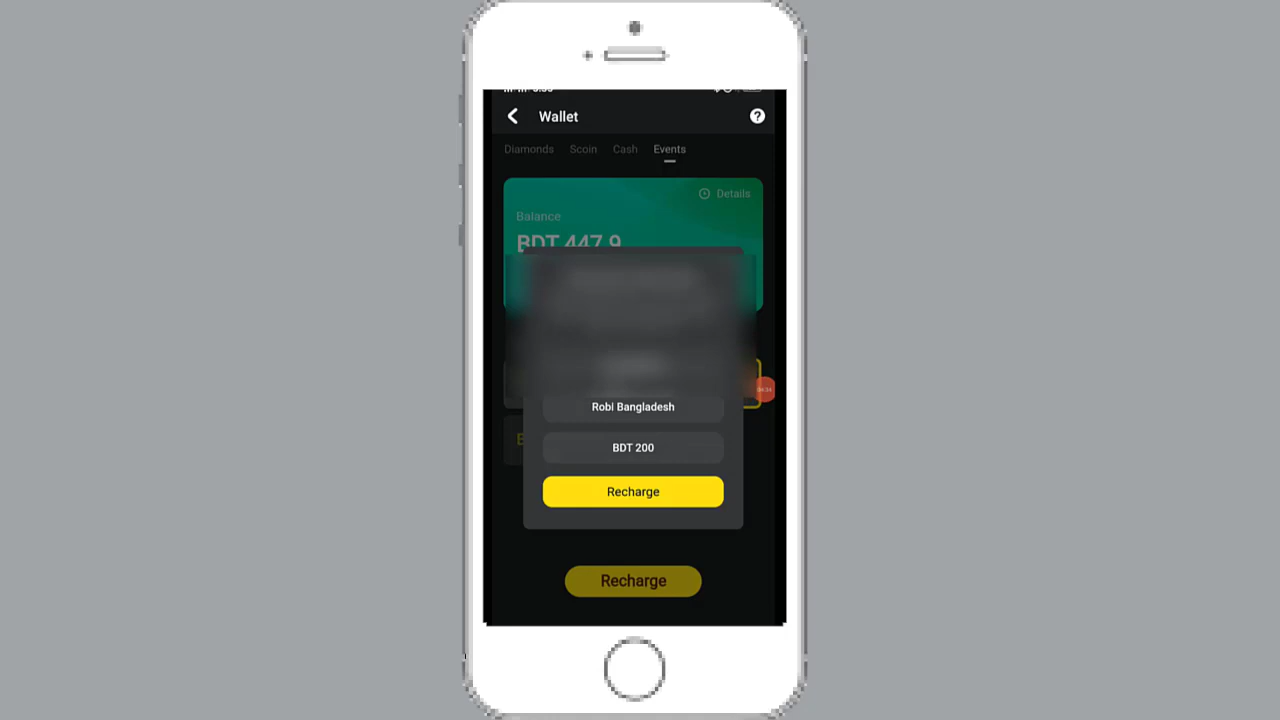 Wallet
?
Diamonds Scoin Cash Events
Details
Balance
BDT 447.9
Robi Bangladesh
BDT 200
Recharge
Recharge